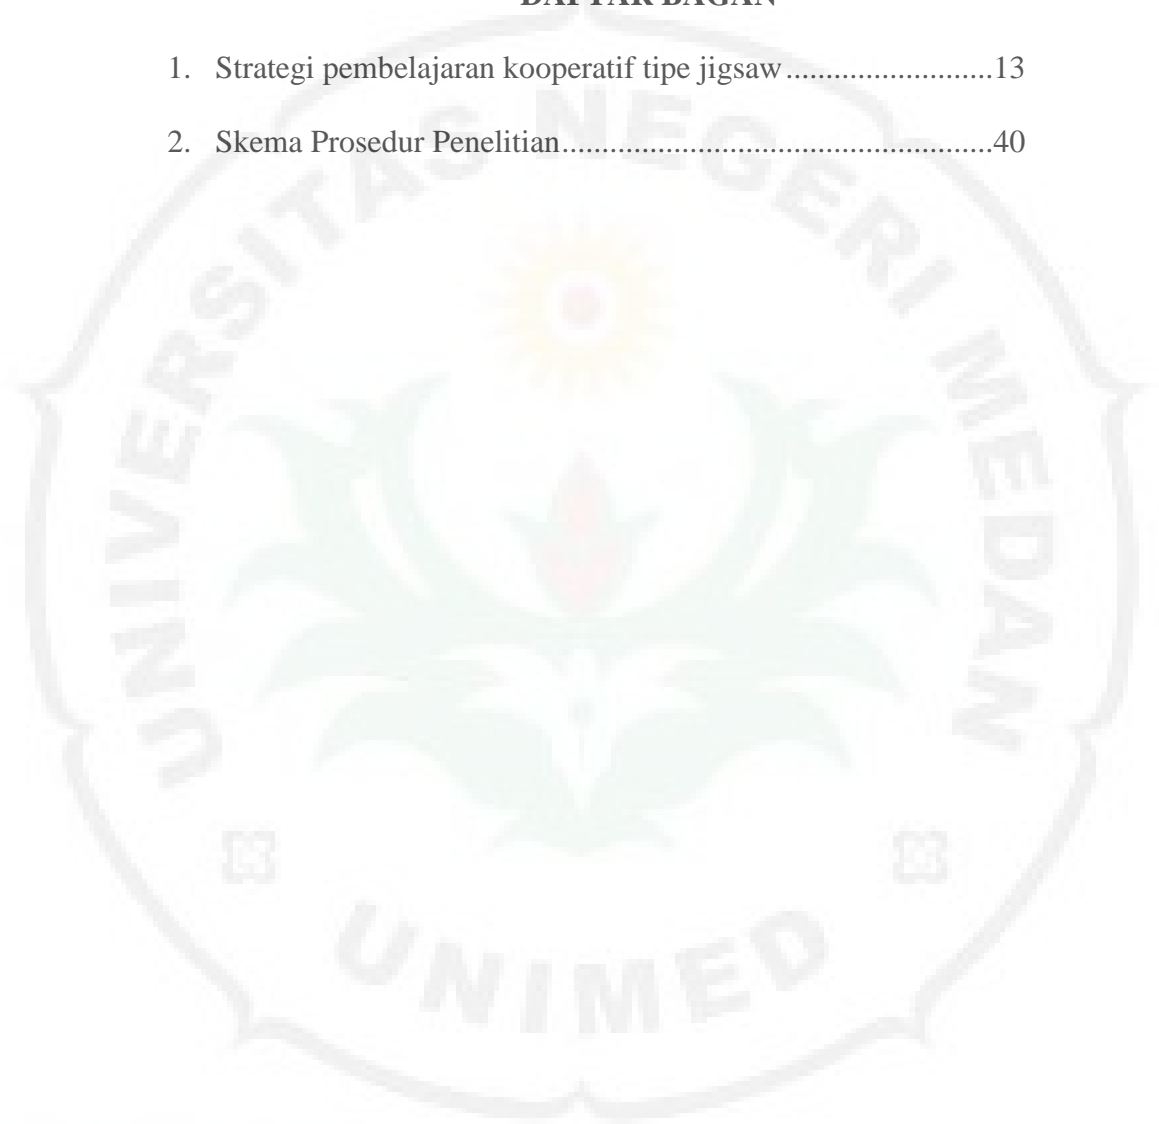 DAFTAR BAGAN
1. Strategi pembelajaran kooperatif tipe jigsaw..........................13
2. Skema Prosedur Penelitian......................................................40
UNIVERSITAS NEGERI MEDAN
UNIMED